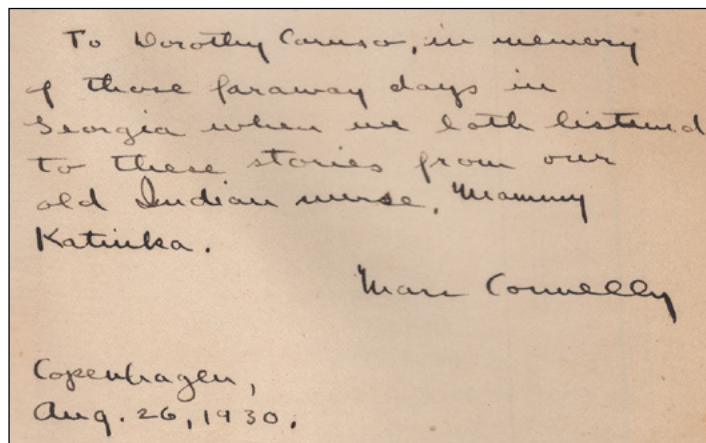 To Dorothy Caruso, in memory
of those faraway days in
Georgia when we both listened
to these stories from our
old Indian nurse, Mammy
Katinka.
Marc Connelly
Copenhagen,
Aug. 26, 1930.